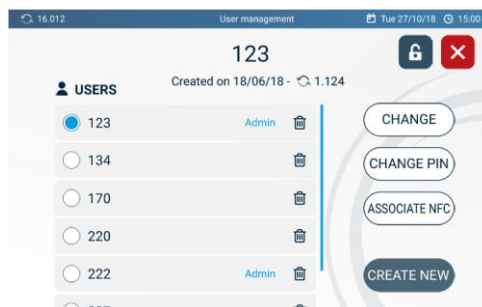 16.012 User management Tue 27/10/18 15:00
123
Created on 18/06/18 - 1.124
USERS
123 Admin
CHANGE
134
CHANGE PIN
170
ASSOCIATE NFC
220
222 Admin
CREATE NEW